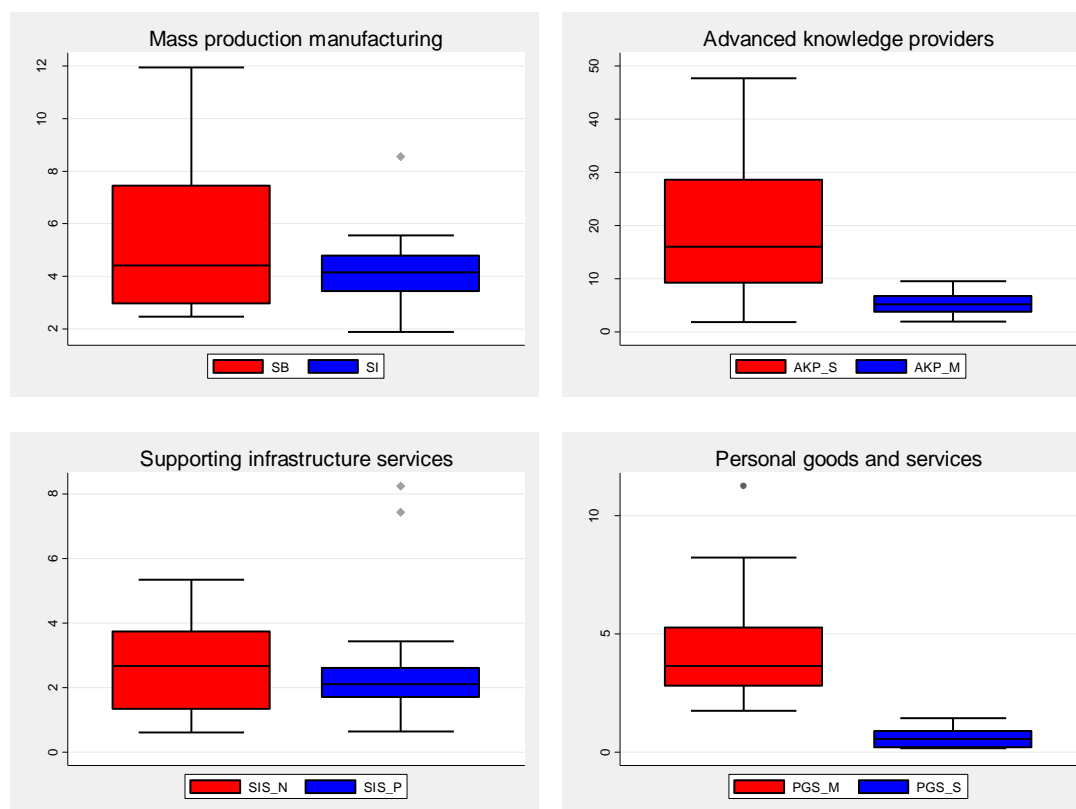 Mass production manufacturing
12
10
8
6
4
2
SB SI
Advanced knowledge providers
50
40
30
20
10
0
AKP_S AKP_M
Supporting infrastructure services
8
6
4
2
0
SIS_N SIS_P
Personal goods and services
10
5
0
PGS_M PGS_S